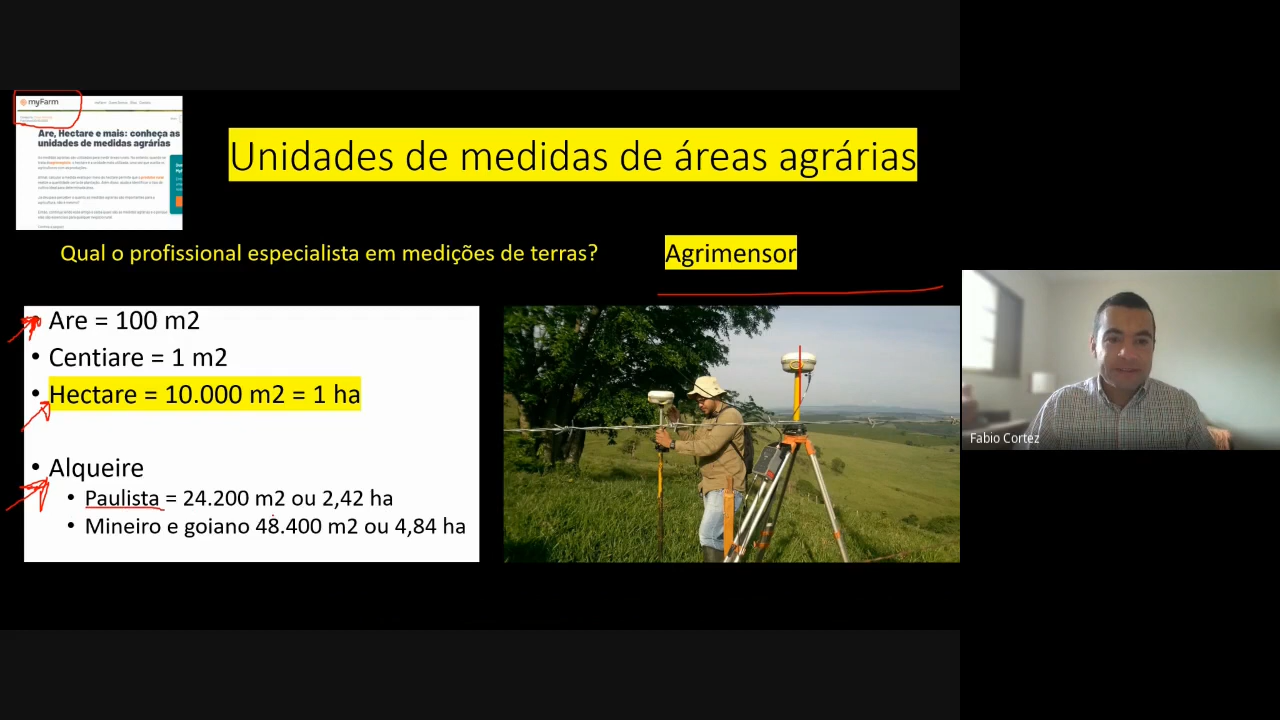 myFarm
Are, Hectare e mais: conheça as
unidades de medidas agrárias
Unidades de medidas de áreas agrárias
Qual o profissional especialista em medições de terras?
Agrimensor
• Are = 100 m2
• Centiare = 1 m2
• Hectare = 10.000 m2 = 1 ha
• Alqueire
• Paulista = 24.200 m2 ou 2,42 ha
• Mineiro e goiano 48.400 m2 ou 4,84 ha
Fabio Cortez